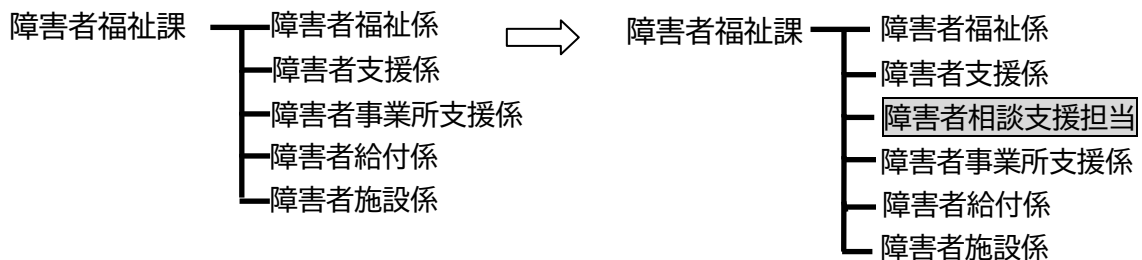 障害者福祉課
障害者福祉係
障害者支援係
障害者事業所支援係
障害者給付係
障害者施設係
障害者福祉課
障害者福祉係
障害者支援係
障害者相談支援担当
障害者事業所支援係
障害者給付係
障害者施設係